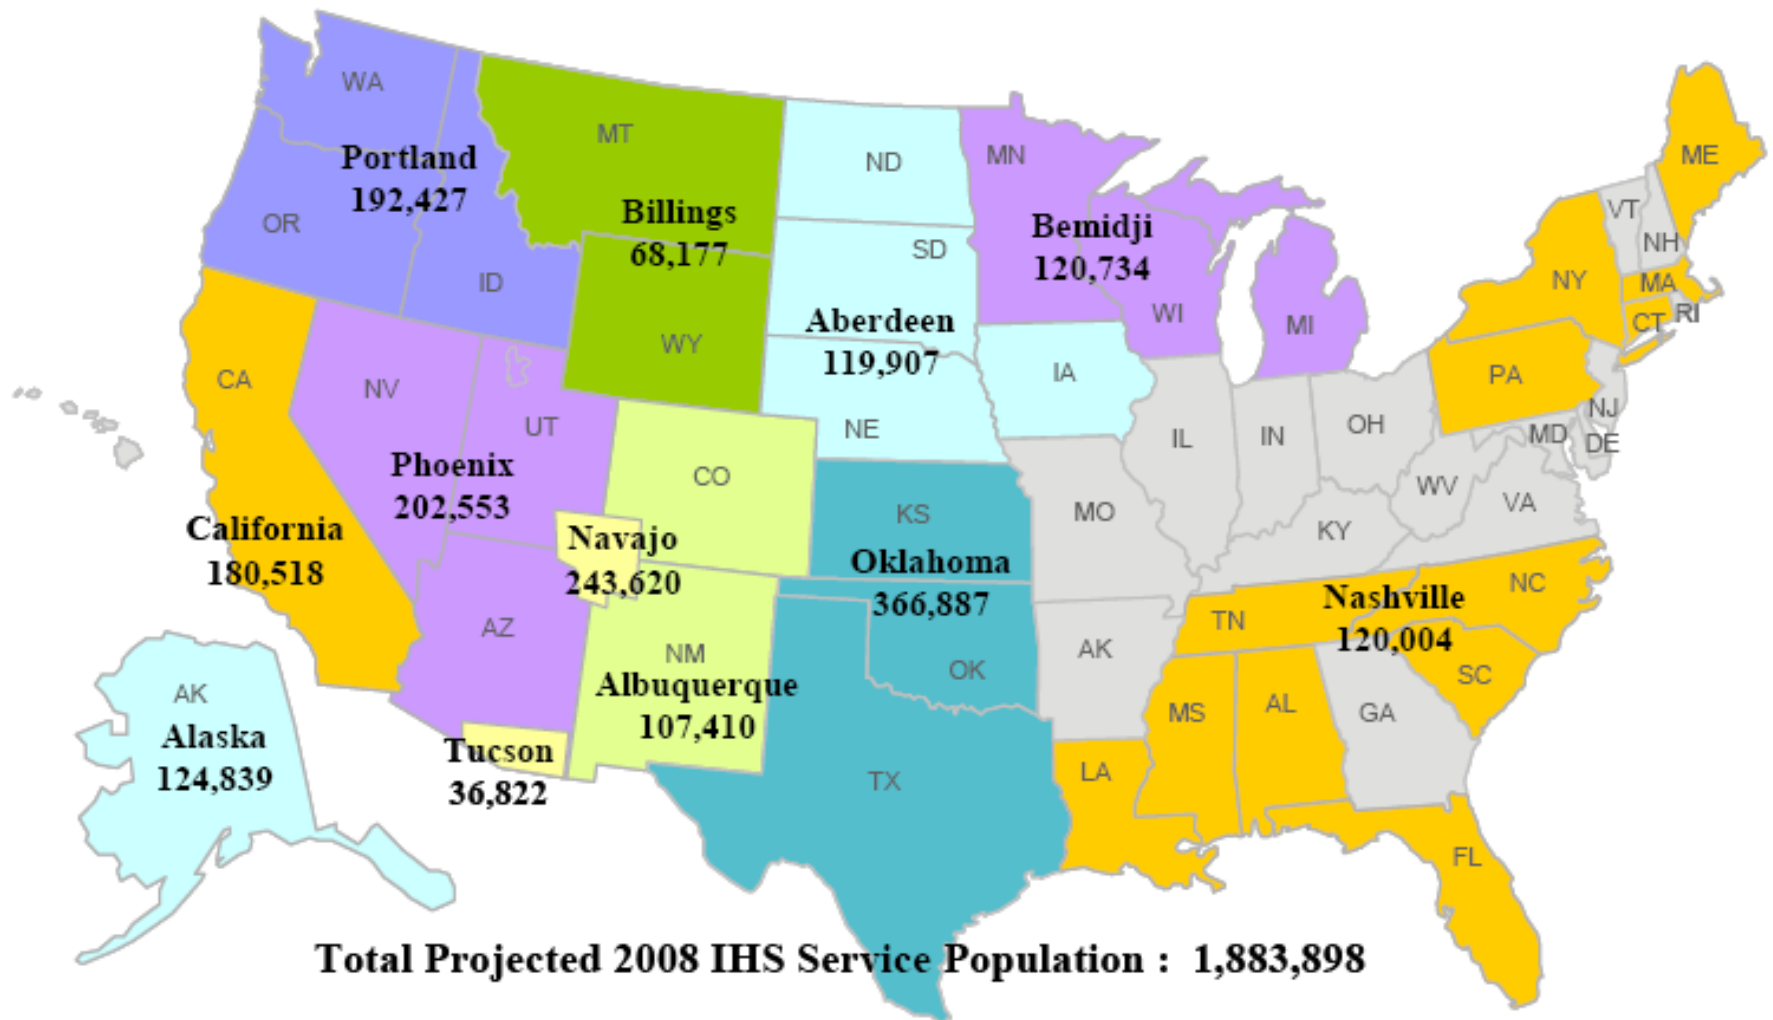 WA
MT
ND
MN
ME
Portland
192,427
OR
ID
Billings
68,177
SD
Bemidji
120,734
VT
NH
NY
MA
CT
RI
WY
Aberdeen
119,907
WI
MI
CA
NV
UT
IA
PA
NE
NJ
MD
DE
IL
IN
OH
WV
VA
CO
Phoenix
202,553
KS
MO
KY
California
180,518
Navajo
243,620
Oklahoma
366,887
Nashville
120,004
NC
TN
AZ
NM
OK
AK
SC
Albuquerque
107,410
MS
AL
GA
AK
Alaska
124,839
Tucson
36,822
TX
LA
FL
Total Projected 2008 IHS Service Population : 1,883,898